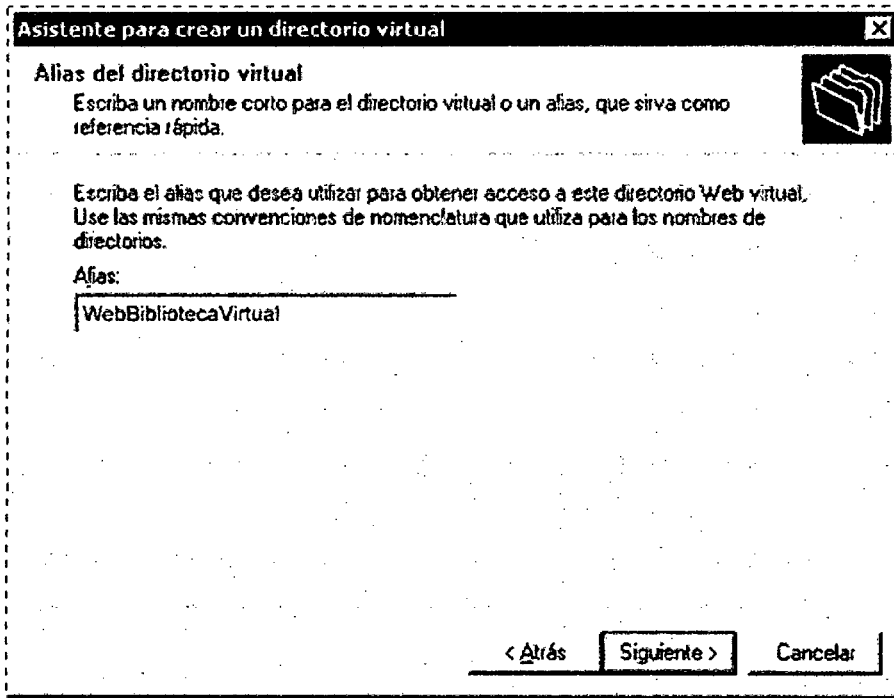 Asistente para crear un directorio virtual
Alias del directorio virtual
Escriba un nombre corto para el directorio virtual o un alias, que sirva como
referencia rápida.
Escriba el alias que desea utilizar para obtener acceso a este directorio Web virtual.
Use las mismas convenciones de nomenclatura que utiliza para los nombres de
directorios.
Alias:
WebBibliotecaVirtual
< Atrás
Siguiente >
Cancelar